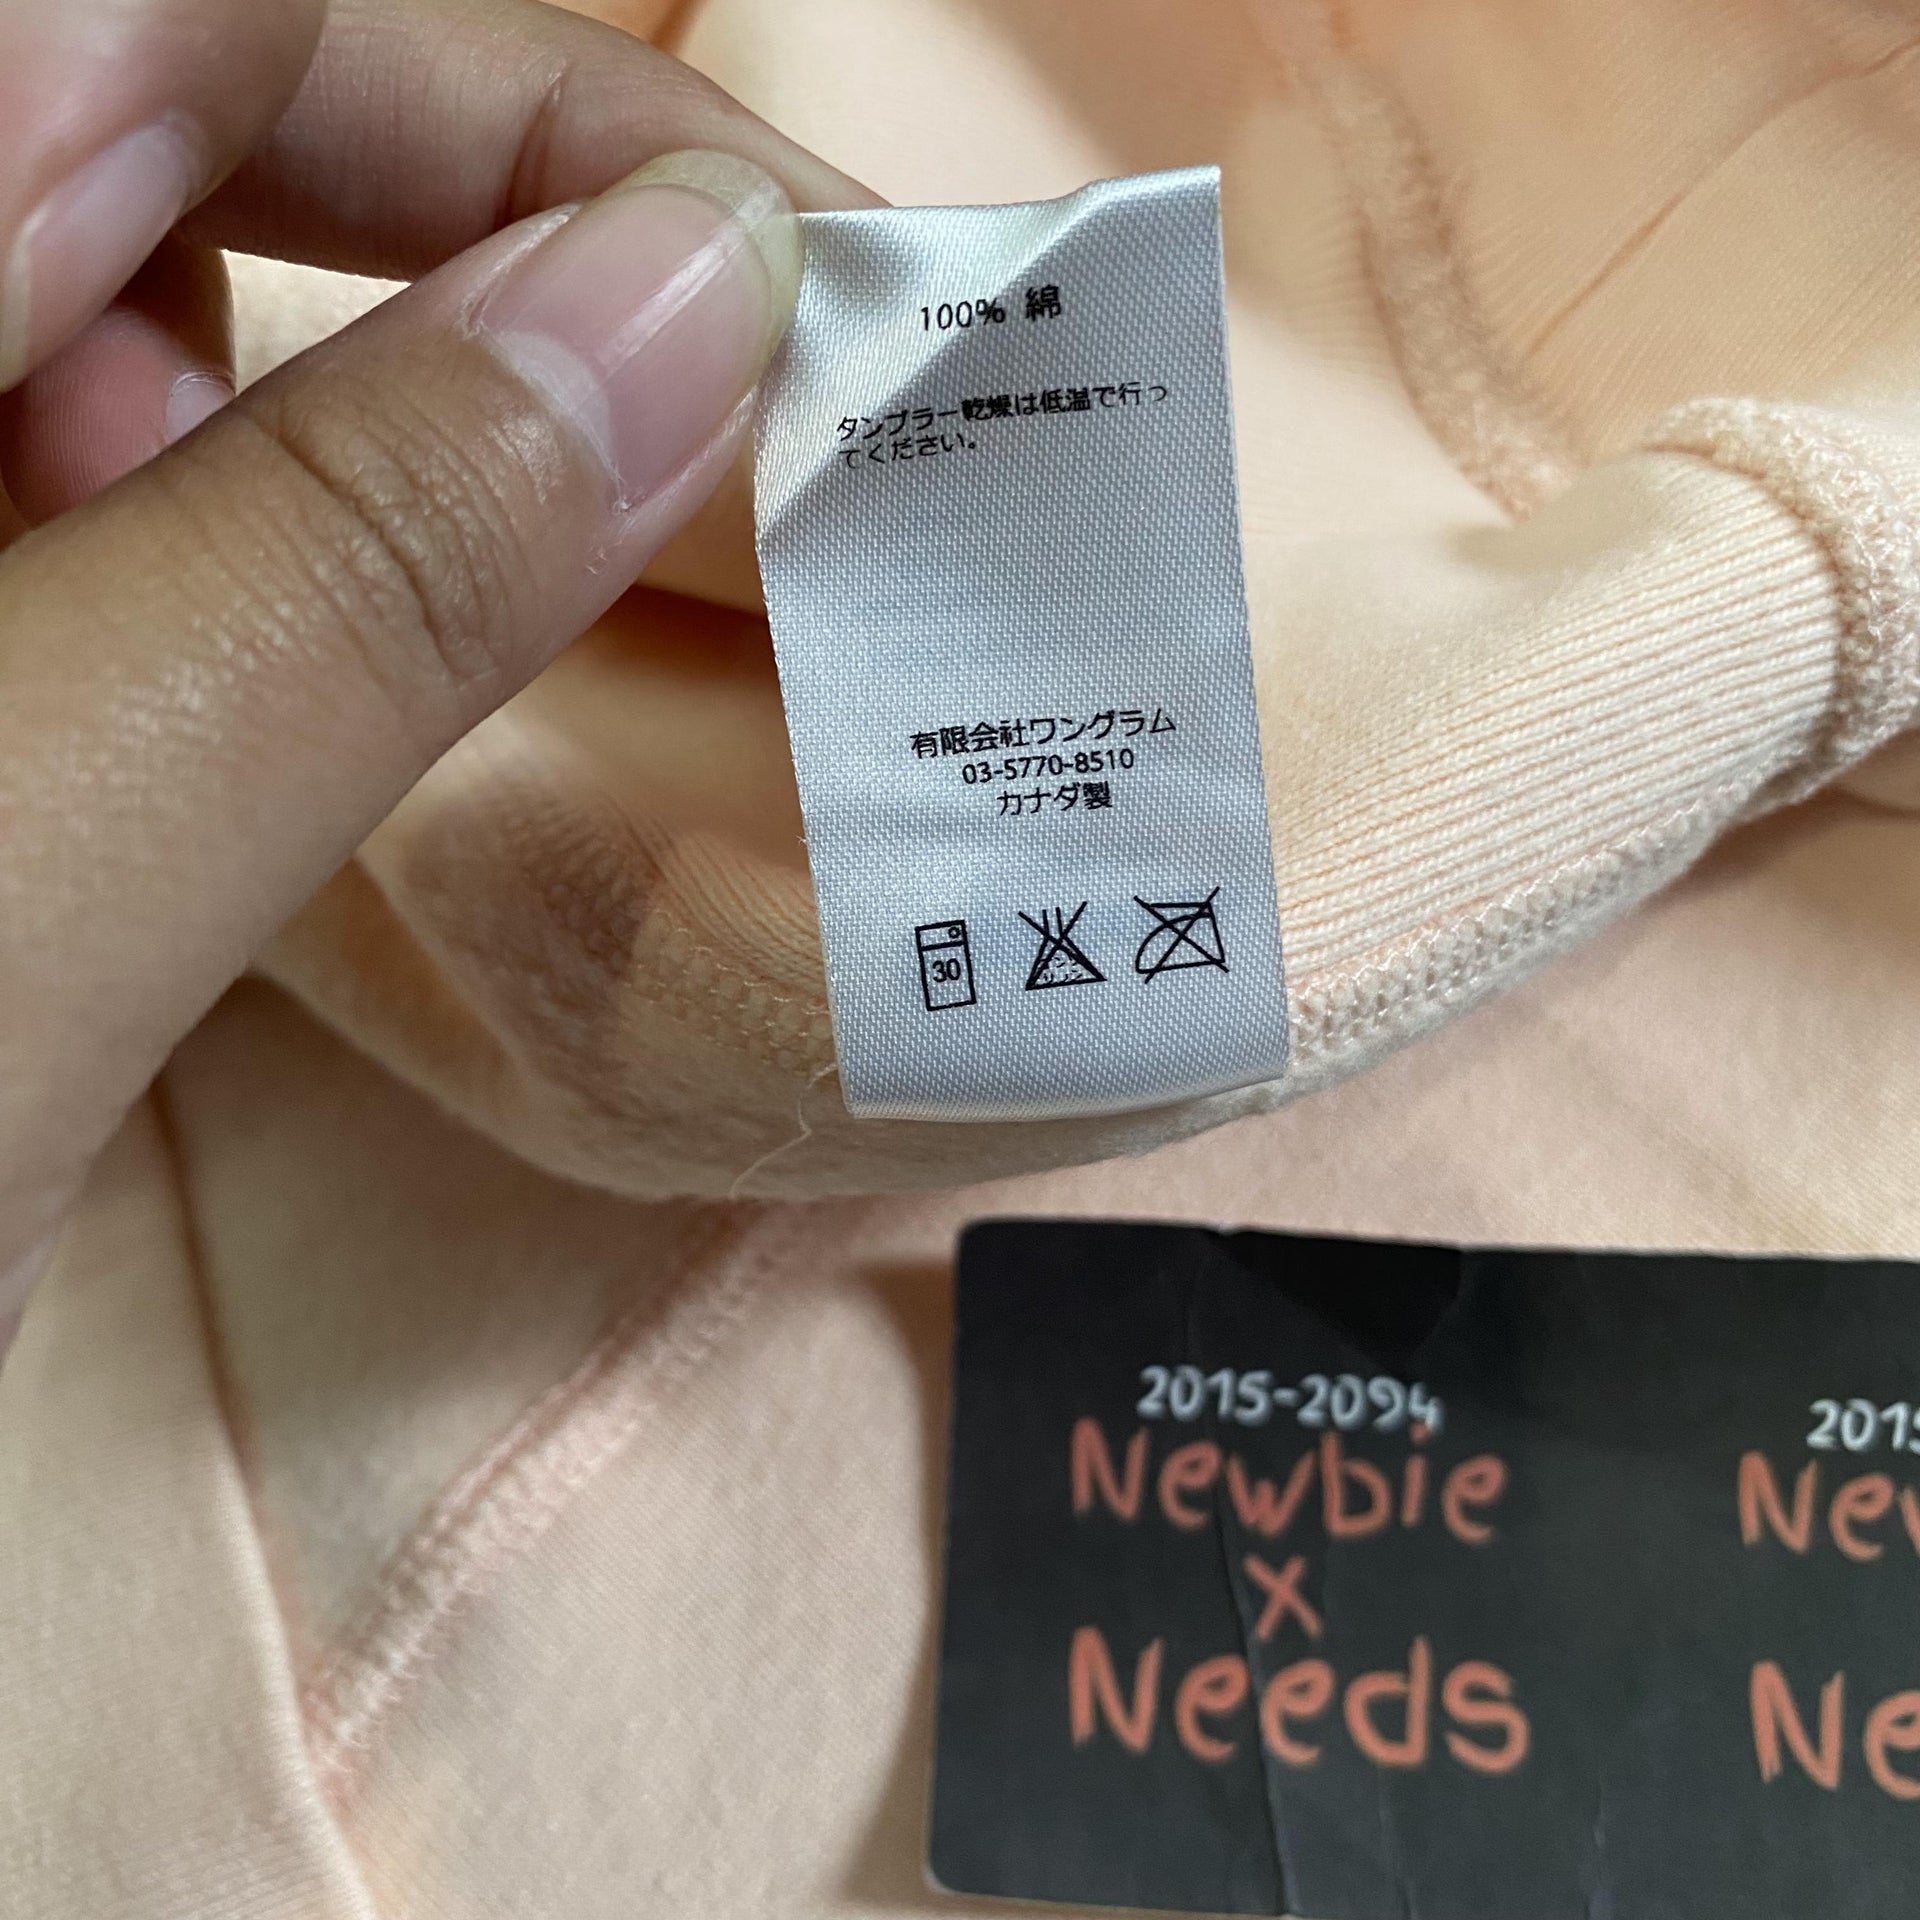 100% 綿
タンブラー乾燥は低温で行っ
てください。
有限会社ワングラム
03-5770-8510
カナダ製
30
2015-2094
Newbie
x
Needs
2015
New
Ne